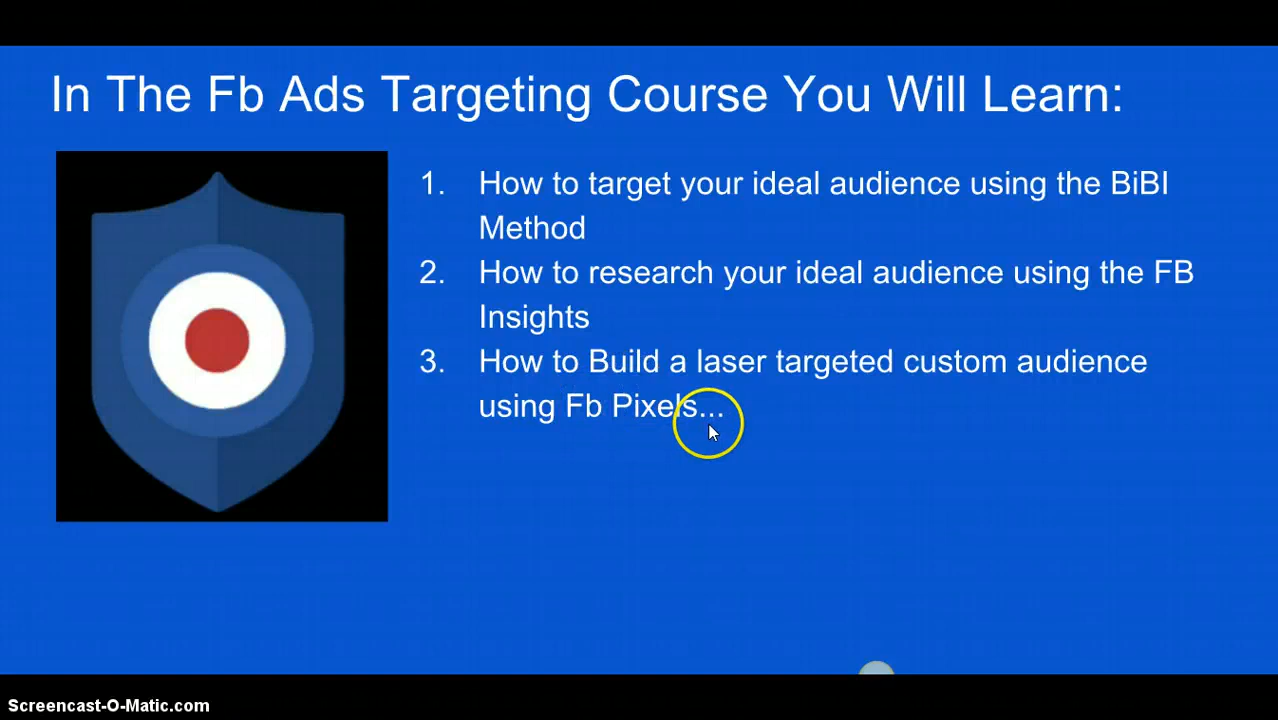 In The Fb Ads Targeting Course You Will Learn:
1. How to target your ideal audience using the BiBI
Method
2. How to research your ideal audience using the FB
Insights
3. How to Build a laser targeted custom audience
using Fb Pixels...
Screencast-O-Matic.com